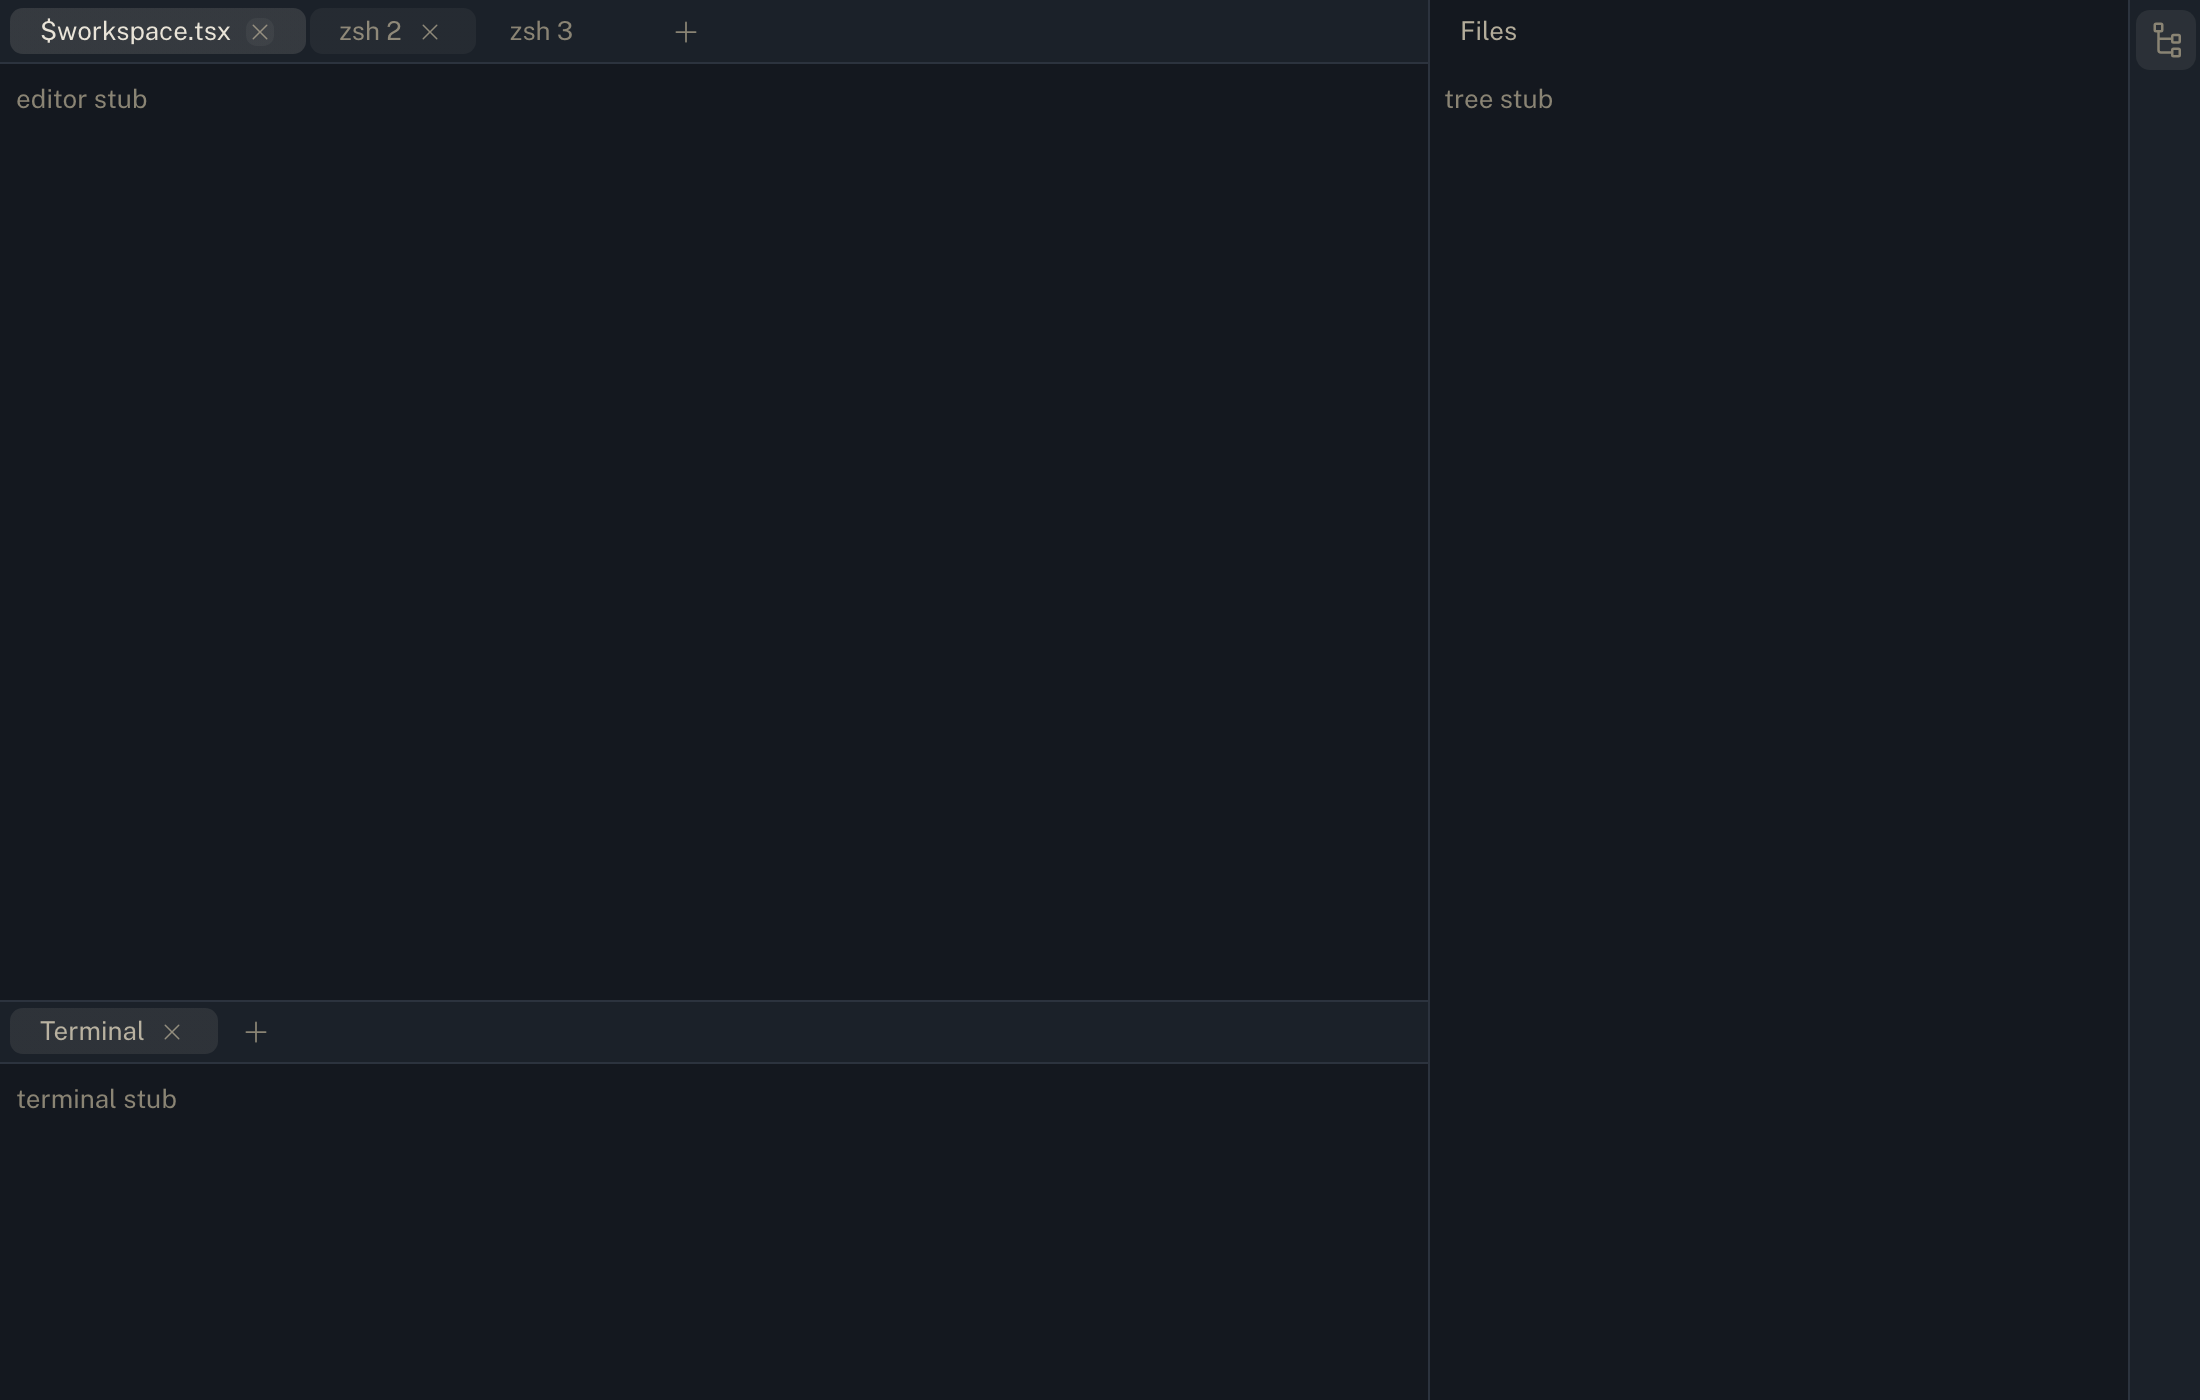 $workspace.tsx
zsh 2
zsh 3
Files
editor stub
tree stub
Terminal
terminal stub